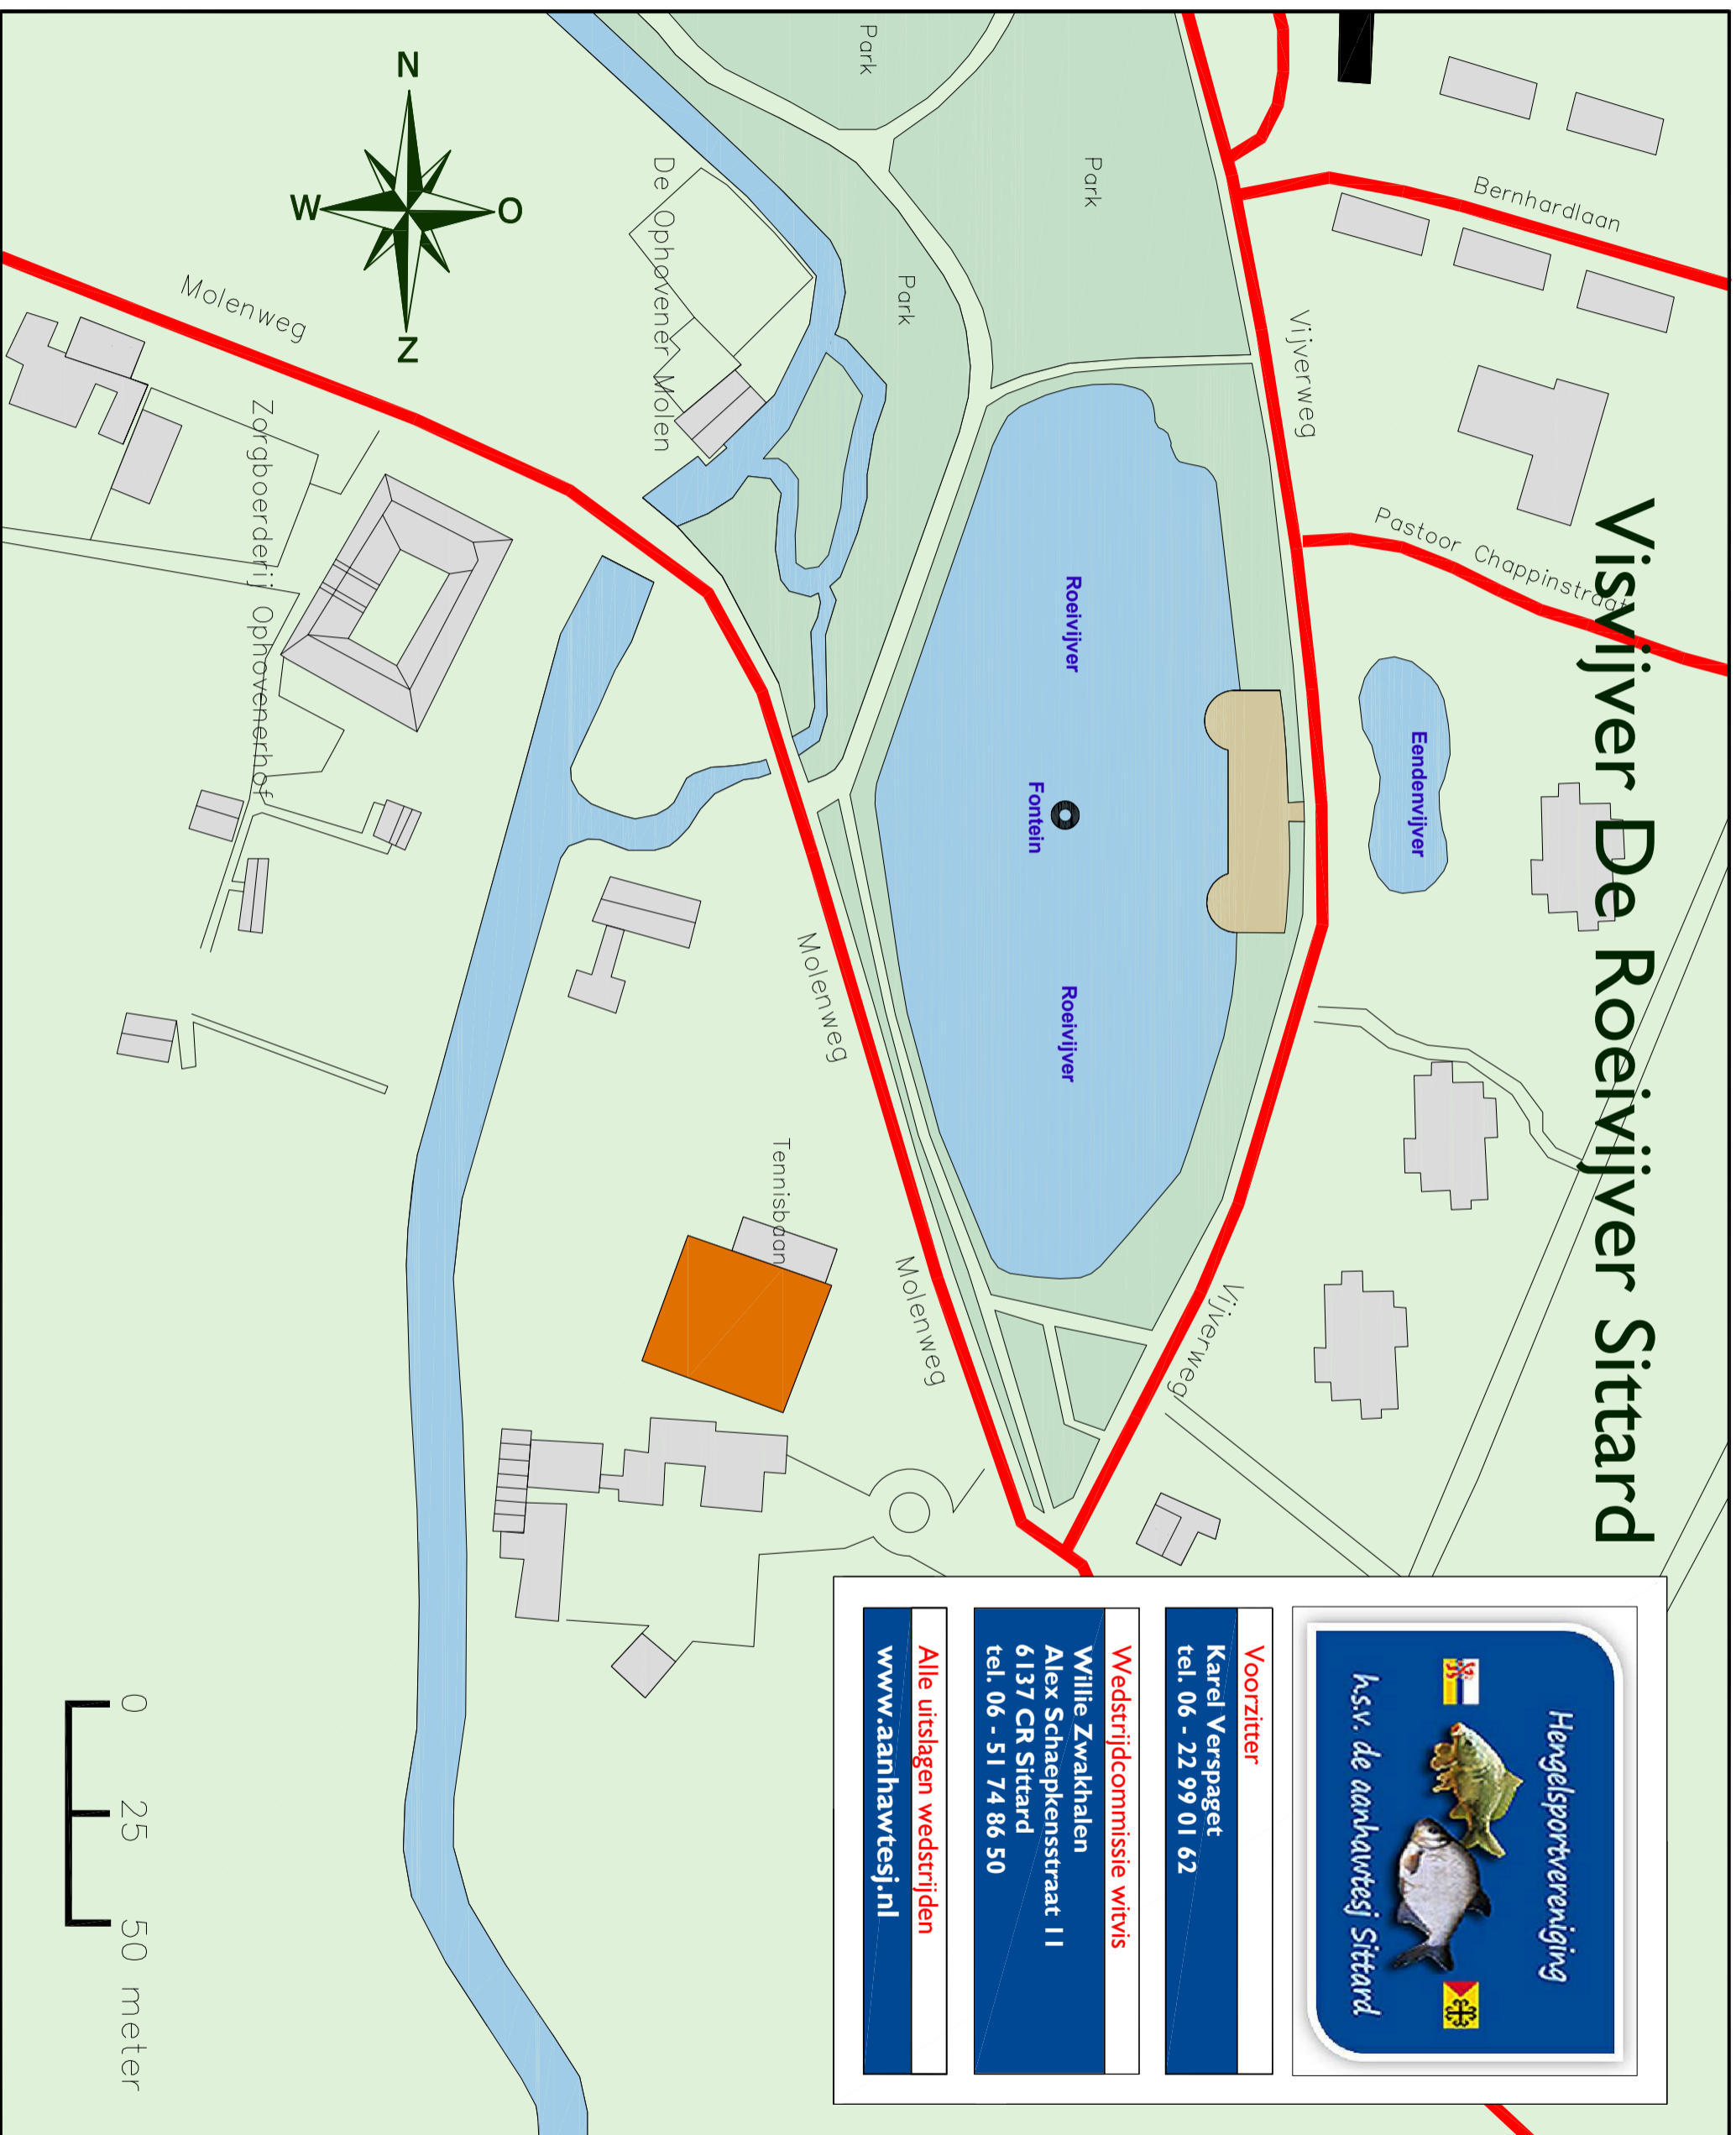 Visvijver De Roeivijver Sittard
Bernhardlaan
Pastoor Chappinstraat
Vijverweg
Eendenvijver
Park
Park
Park
Roeivijver
Fontein
Roeivijver
Vijverweg
De Ophovener Molen
N
O
W
Z
Molenweg
Molenweg
Molenweg
Zorgboerderij Ophovenerhof
Tennisbaan
Hengelsportvereniging
h.s.v. de aanhawtesj Sittard
Voorzitter
Karel Verspaget
tel. 06 - 22 99 01 62
Wedstrijdcommissie witvis
Willie Zwakhalen
Alex Schaepkensstraat 11
6137 CR Sittard
tel. 06 - 51 74 86 50
Alle uitslagen wedstrijden
www.aanhawtesj.nl
0 25 50 meter